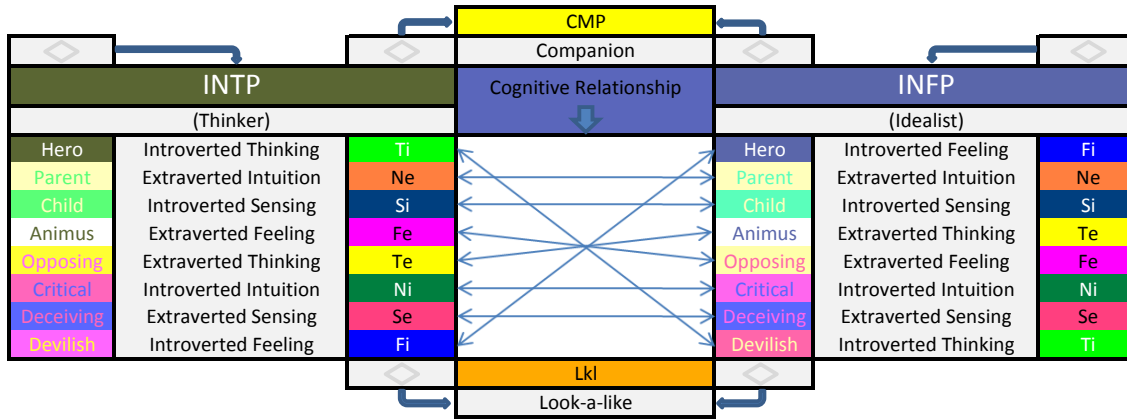 CMP
Companion
INTP Cognitive Relationship INFP
(Thinker) (Idealist)
Hero Introverted Thinking Ti Hero Introverted Feeling Fi
Parent Extraverted Intuition Ne Parent Extraverted Intuition Ne
Child Introverted Sensing Si Child Introverted Sensing Si
Animus Extraverted Feeling Fe Animus Extraverted Thinking Te
Opposing Extraverted Thinking Te Opposing Extraverted Feeling Fe
Critical Introverted Intuition Ni Critical Introverted Intuition Ni
Deceiving Extraverted Sensing Se Deceiving Extraverted Sensing Se
Devilish Introverted Feeling Fi Devilish Introverted Thinking Ti
Lkl
Look-a-like